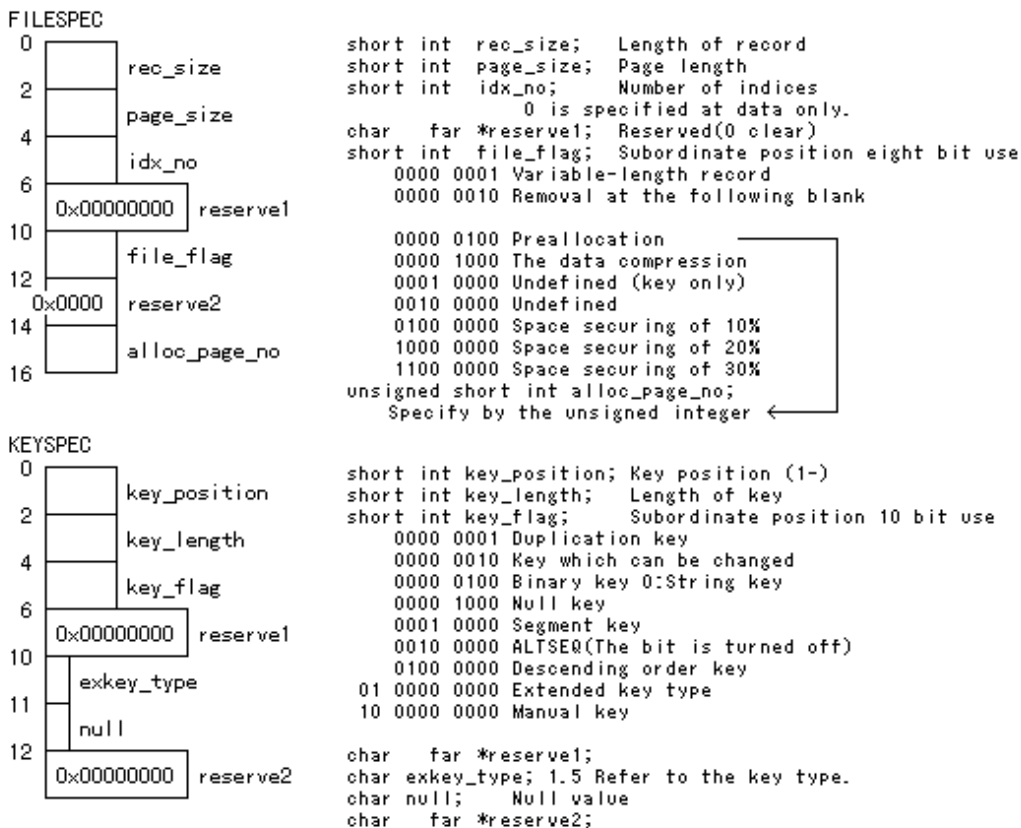 FILESPEC
0
rec_size
2
page_size
4
idx_no
6
0x00000000 reserve1
10
file_flag
12
0x0000 reserve2
14
alloc_page_no
16
short int rec_size; Length of record
short int page_size; Page length
short int idx_no; Number of indices
0 is specified at data only.
char far *reserve1; Reserved(0 clear)
short int file_flag; Subordinate position eight bit use
0000 0001 Variable-length record
0000 0010 Removal at the following blank
0000 0100 Preallocation
0000 1000 The data compression
0001 0000 Undefined (key only)
0010 0000 Undefined
0100 0000 Space securing of 10%
1000 0000 Space securing of 20%
1100 0000 Space securing of 30%
unsigned short int alloc_page_no;
Specify by the unsigned integer
KEYSPEC
0
key_position
2
key_length
4
key_flag
6
0x00000000 reserve1
10
exkey_type
11
null
12
0x00000000 reserve2
short int key_position; Key position (1-)
short int key_length; Length of key
short int key_flag; Subordinate position 10 bit use
0000 0001 Duplication key
0000 0010 Key which can be changed
0000 0100 Binary key 0:String key
0000 1000 Null key
0001 0000 Segment key
0010 0000 ALTSEQ(The bit is turned off)
0100 0000 Descending order key
01 0000 0000 Extended key type
10 0000 0000 Manual key
char far *reserve1;
char exkey_type; 1.5 Refer to the key type.
char null; Null value
char far *reserve2;